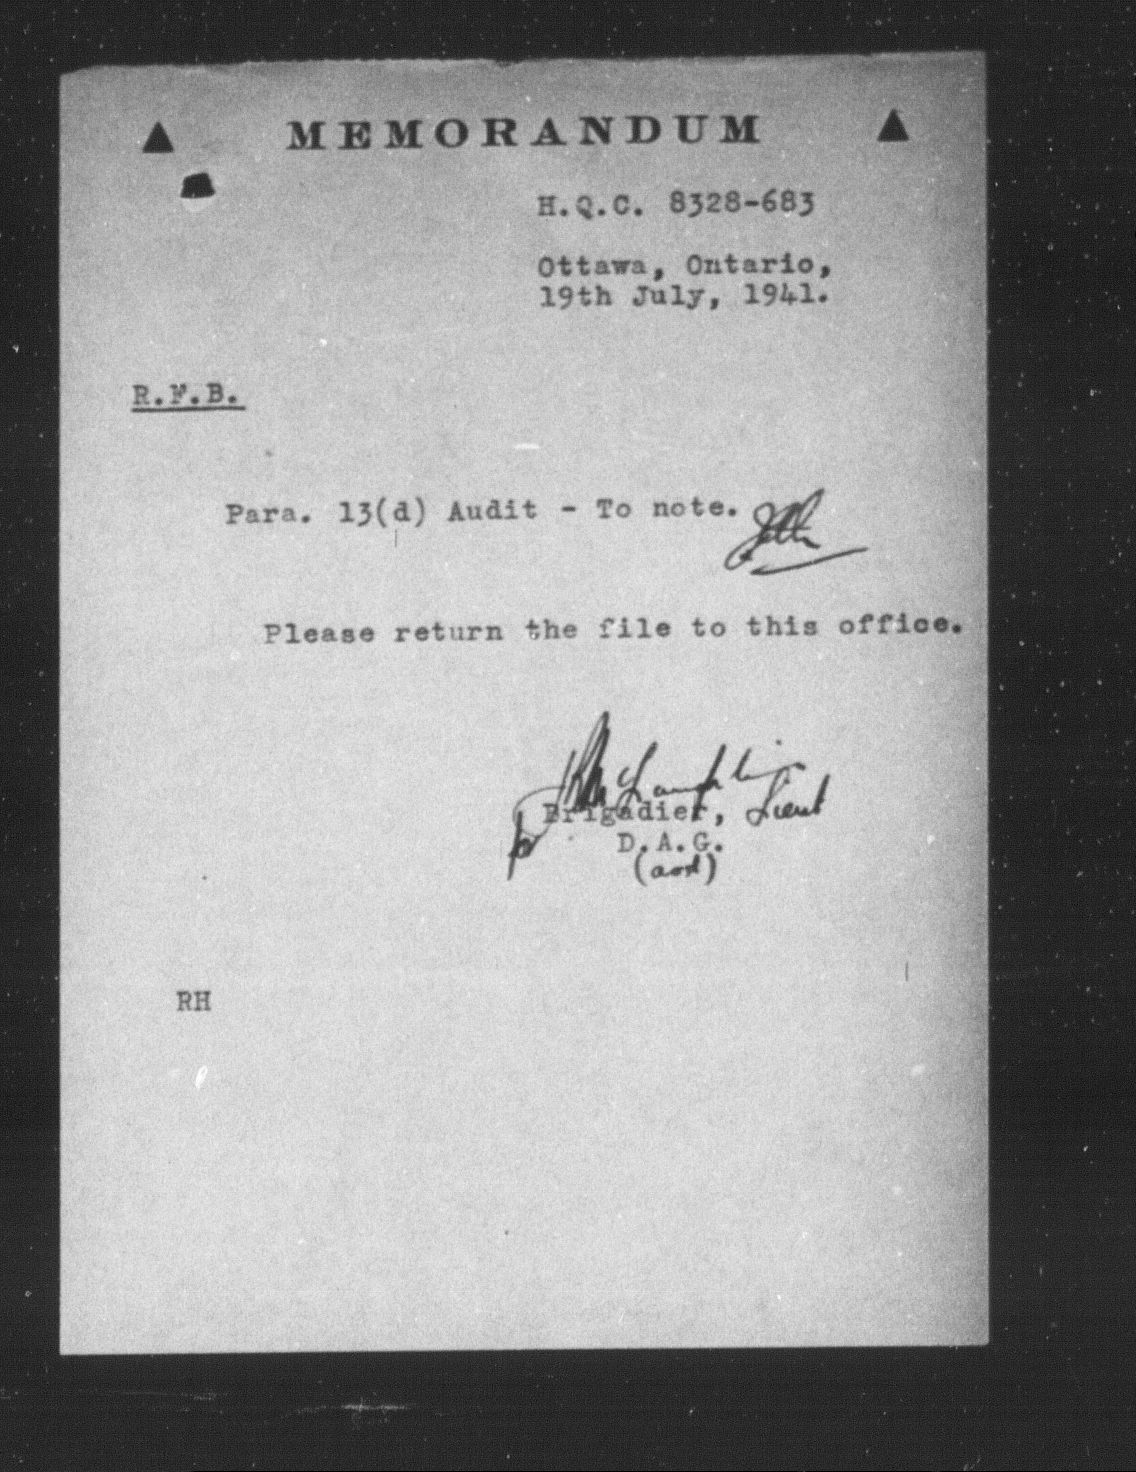 MEMORANDUM
H.Q.C. 8328-683
Ottawa, Ontario,
19th July, 1941.
R.F.B.
Para. 13(d) Audit - To note.
Please return the file to this office.
Lieut
for Brigadier,
D.A.G.
RH